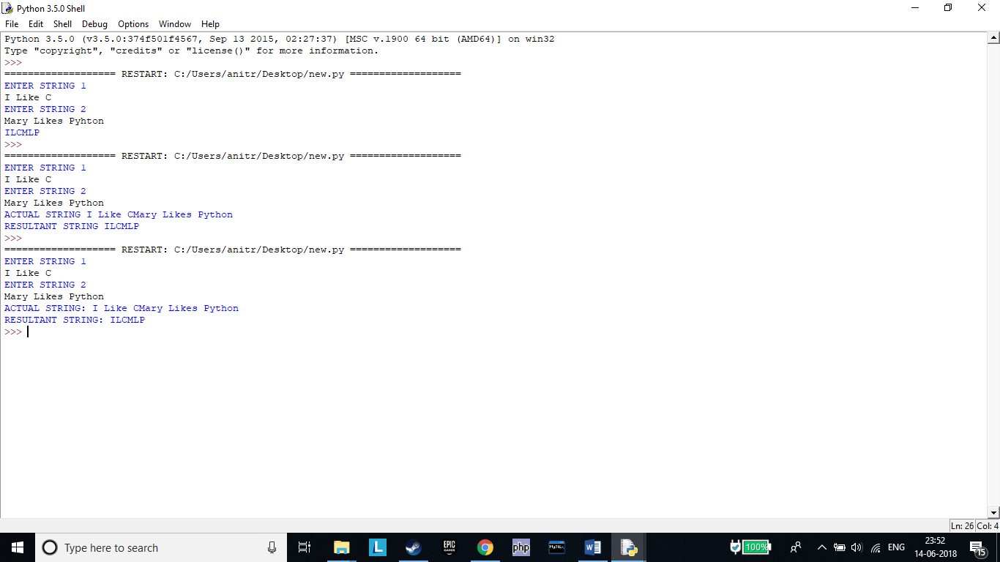 Python 3.5.0 Shell
File Edit Shell Debug Options Window Help
Python 3.5.0 (v3.5.0:374f501f4567, Sep 13 2015, 02:27:37) [MSC v.1900 64 bit (AMD64)] on win32
Type "copyright", "credits" or "license()" for more information.
>>>
=================== RESTART: C:/Users/anitr/Desktop/new.py ===================
ENTER STRING 1
I Like C
ENTER STRING 2
Mary Likes Pyhton
ILCMLP
>>>
=================== RESTART: C:/Users/anitr/Desktop/new.py ===================
ENTER STRING 1
I Like C
ENTER STRING 2
Mary Likes Python
ACTUAL STRING I Like CMary Likes Python
RESULTANT STRING ILCMLP
>>>
=================== RESTART: C:/Users/anitr/Desktop/new.py ===================
ENTER STRING 1
I Like C
ENTER STRING 2
Mary Likes Python
ACTUAL STRING: I Like CMary Likes Python
RESULTANT STRING: ILCMLP
>>>
Ln: 26 Col: 4
Type here to search
L
EPIC GAMES
php
MySQL
W
100%
ENG
23:52
14-06-2018
15